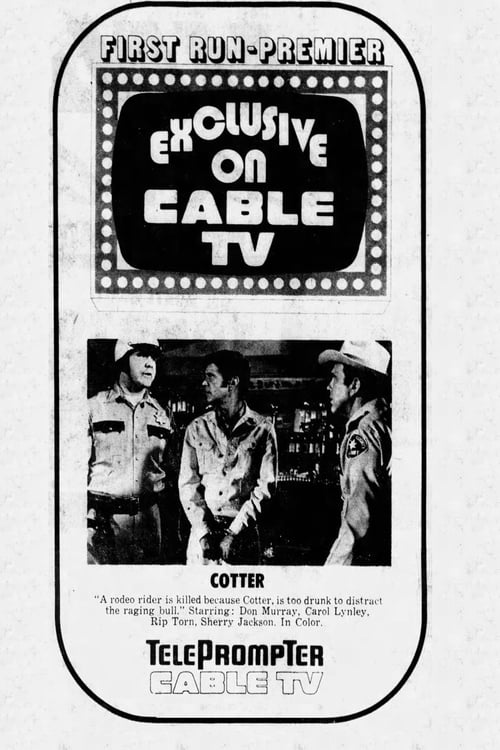 FIRST RUN-PREMIER
EXCLUSIVE
ON
CABLE
TV
COTTER
"A rodeo rider is killed because Cotter, is too drunk to distract
the raging bull." Starring: Don Murray, Carol Lynley,
Rip Torn, Sherry Jackson. In Color.
TELEPROMPTER
CABLE TV